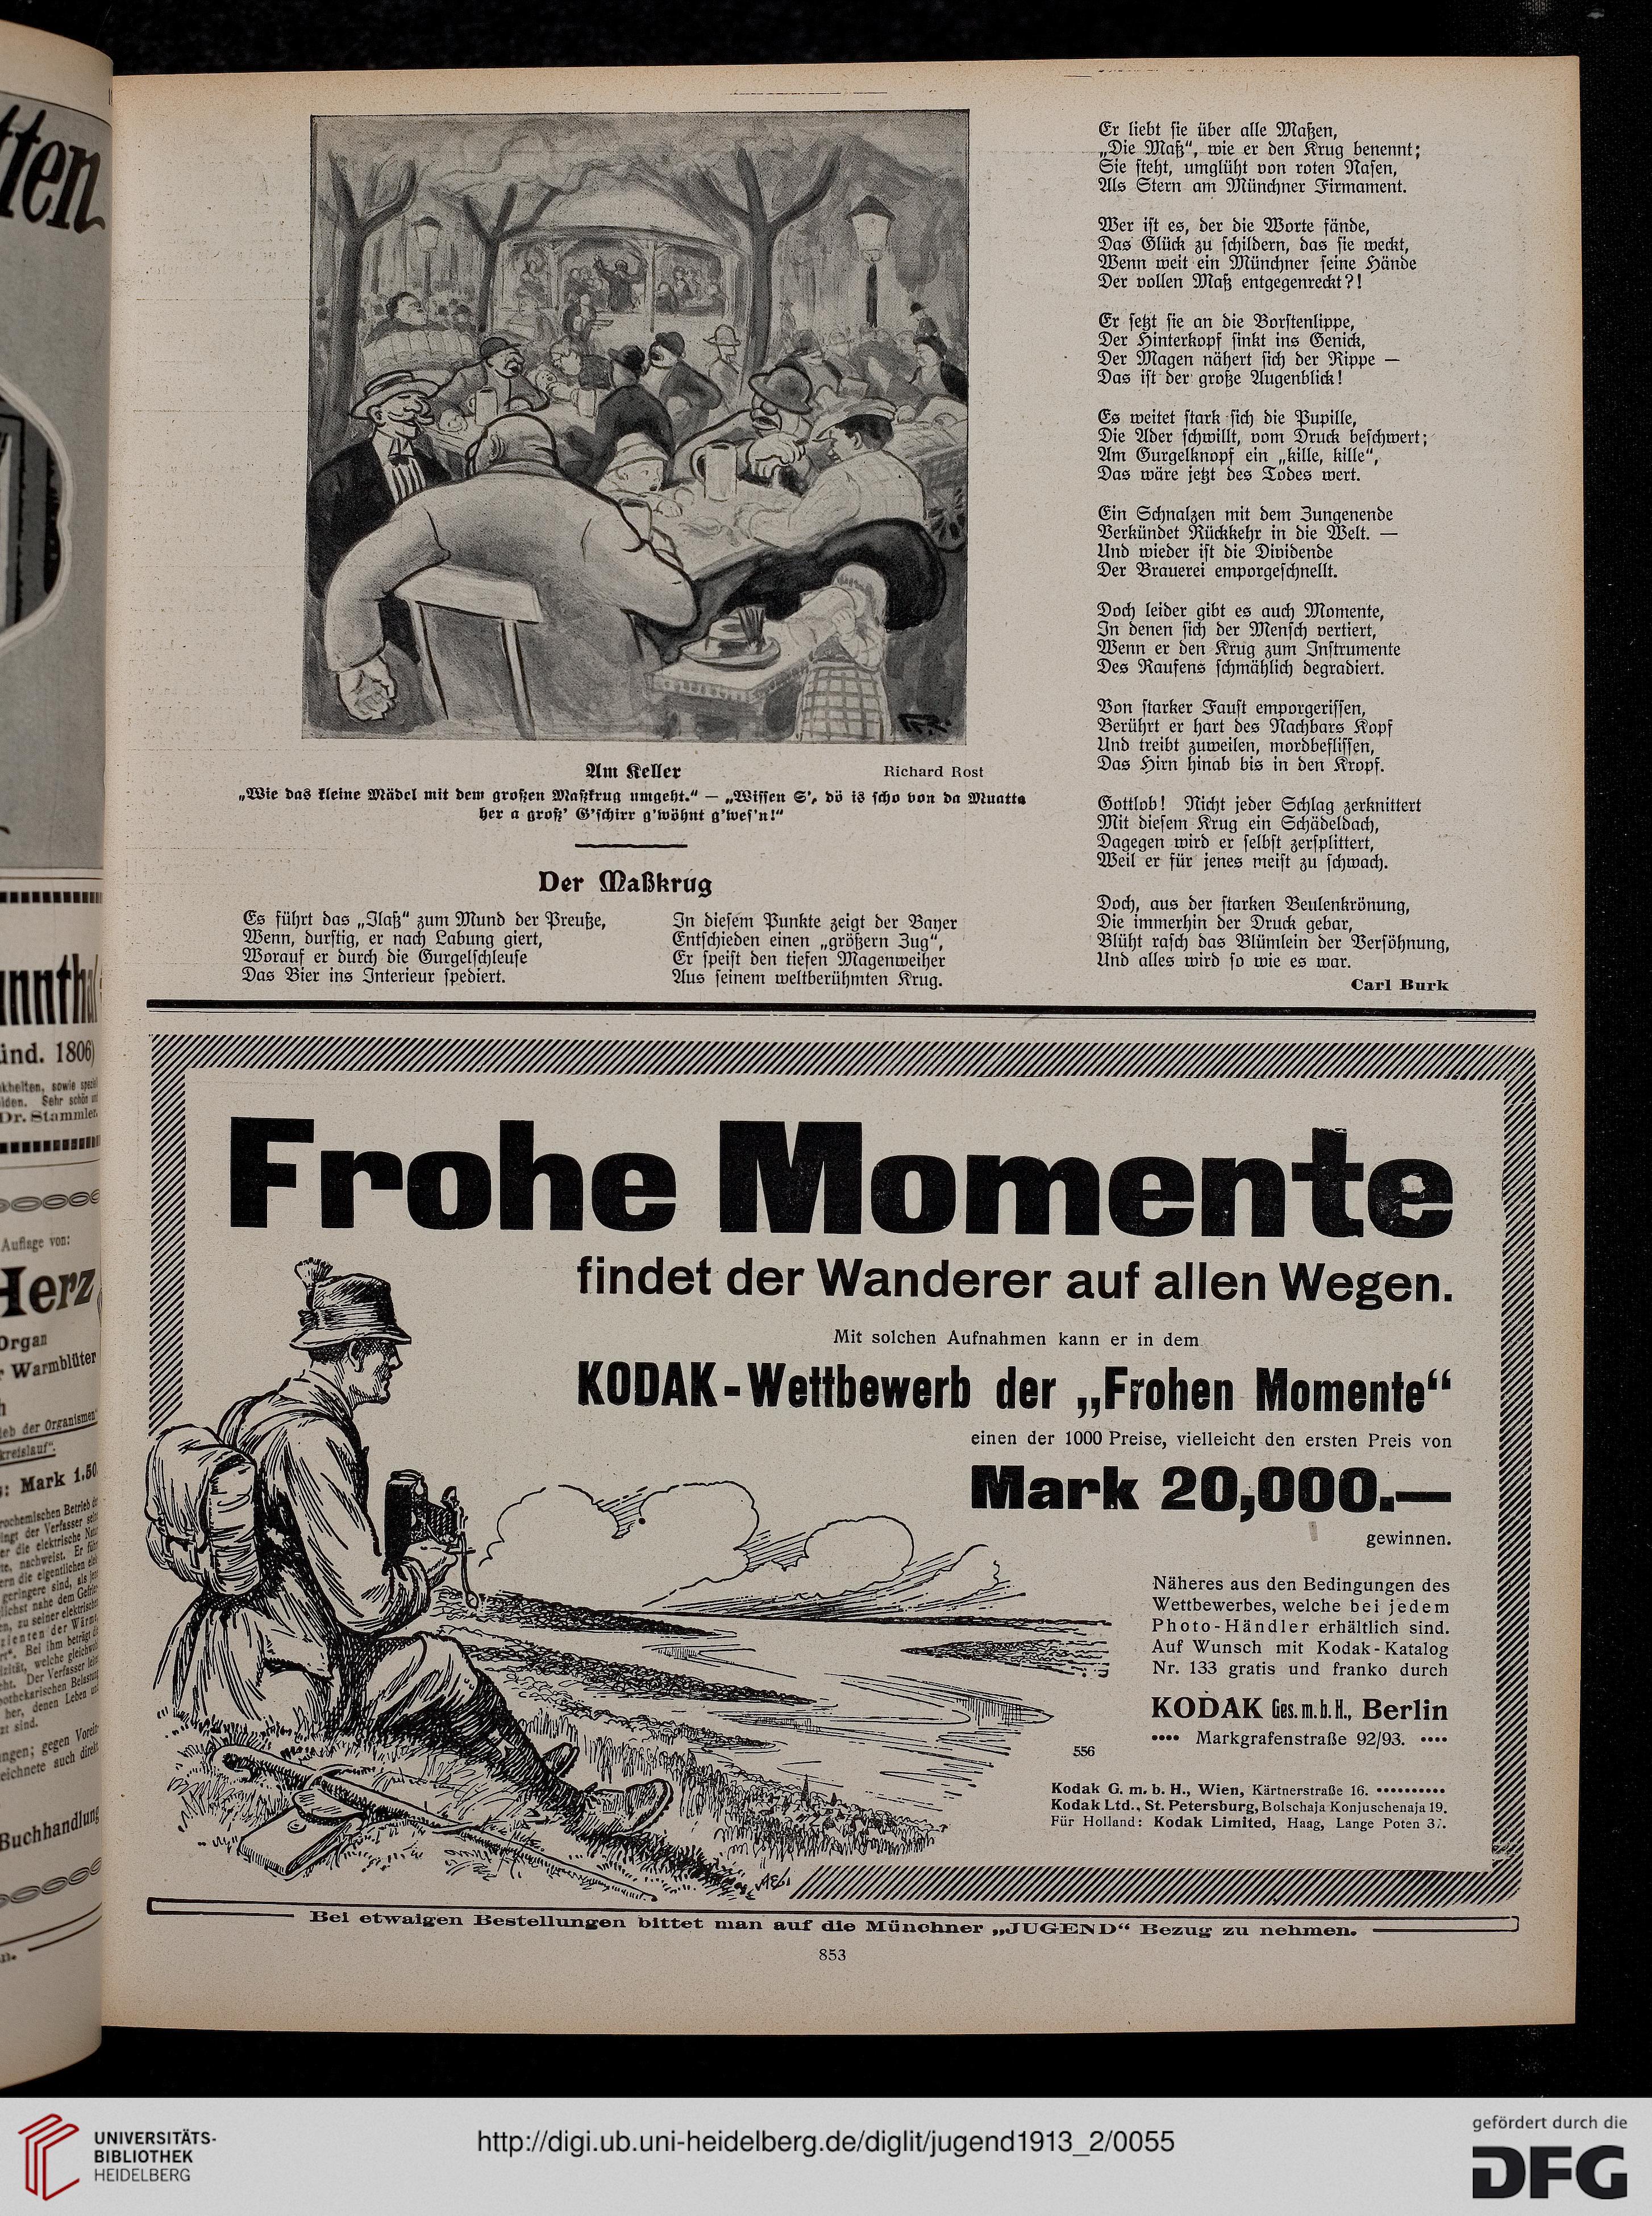 Am Keller
Richard Rost
„Wie das kleine Mädel mit dem großen Maßkrug umgeht.“ — „Wissen S', dö is scho von da Muatta
her a groß' G'schirr g'wöhnt g'wes'n!“
Der Maßkrug
Es führt das „Jlaß“ zum Mund der Preuße,
Wenn, durstig, er nach Labung giert,
Worauf er durch die Gurgelschleuse
Das Bier ins Interieur spediert.
In diesem Punkte zeigt der Bayer
Entschieden einen „größern Zug“,
Er speist den tiefen Magenweiher
Aus seinem weltberühmten Krug.
Er liebt sie über alle Maßen,
„Die Maß“, wie er den Krug benennt;
Sie steht, umglüht von roten Nasen,
Als Stern am Münchner Firmament.
Wer ist es, der die Worte fände,
Das Glück zu schildern, das sie weckt,
Wenn weit ein Münchner seine Hände
Der vollen Maß entgegenreckt?!
Er setzt sie an die Borstenlippe,
Der Hinterkopf sinkt ins Genick,
Der Magen nähert sich der Rippe —
Das ist der große Augenblick!
Es weitet stark sich die Pupille,
Die Ader schwillt, vom Druck beschwert;
Am Gurgelknopf ein „kille, kille“,
Das wäre jetzt des Todes wert.
Ein Schnalzen mit dem Zungenende
Verkündet Rückkehr in die Welt. —
Und wieder ist die Dividende
Der Brauerei emporgeschnellt.
Doch leider gibt es auch Momente,
In denen sich der Mensch vertiert,
Wenn er den Krug zum Instrumente
Des Raufens schmählich degradiert.
Von starker Faust emporgerissen,
Berührt er hart des Nachbars Kopf
Und treibt zuweilen, mordbeflissen,
Das Hirn hinab bis in den Kropf.
Gottlob! Nicht jeder Schlag zerknittert
Mit diesem Krug ein Schädeldach,
Dagegen wird er selbst zersplittert,
Weil er für jenes meist zu schwach.
Doch, aus der starken Beulenkrönung,
Die immerhin der Druck gebar,
Blüht rasch das Blümlein der Versöhnung,
Und alles wird so wie es war.
Carl Burk
Frohe Momente
findet der Wanderer auf allen Wegen.
Mit solchen Aufnahmen kann er in dem
KODAK-Wettbewerb der „Frohen Momente“
einen der 1000 Preise, vielleicht den ersten Preis von
Mark 20,000.—
gewinnen.
Näheres aus den Bedingungen des
Wettbewerbes, welche bei jedem
Photo-Händler erhältlich sind.
Auf Wunsch mit Kodak-Katalog
Nr. 133 gratis und franko durch
KODAK Ges. m. b. H., Berlin
•••• Markgrafenstraße 92/93. ••••
556
Kodak G. m. b. H., Wien, Kärtnerstraße 16. ••••••••••
Kodak Ltd., St. Petersburg, Bolschaja Konjuschenaja 19.
Für Holland: Kodak Limited, Haag, Lange Poten
Bei etwaigen Bestellungen bittet man auf die Münchner „JUGEND“ Bezug zu nehmen.
853
Dr. Stammler.
Auflage von:
Herz
Organ
Warmblüter
der Organismen
kreislauf“.
Mark 1.50
Buchhandlung
UNIVERSITÄTS-
BIBLIOTHEK
HEIDELBERG
http://digi.ub.uni-heidelberg.de/diglit/jugend1913_2/0055
gefördert durch die
DFG